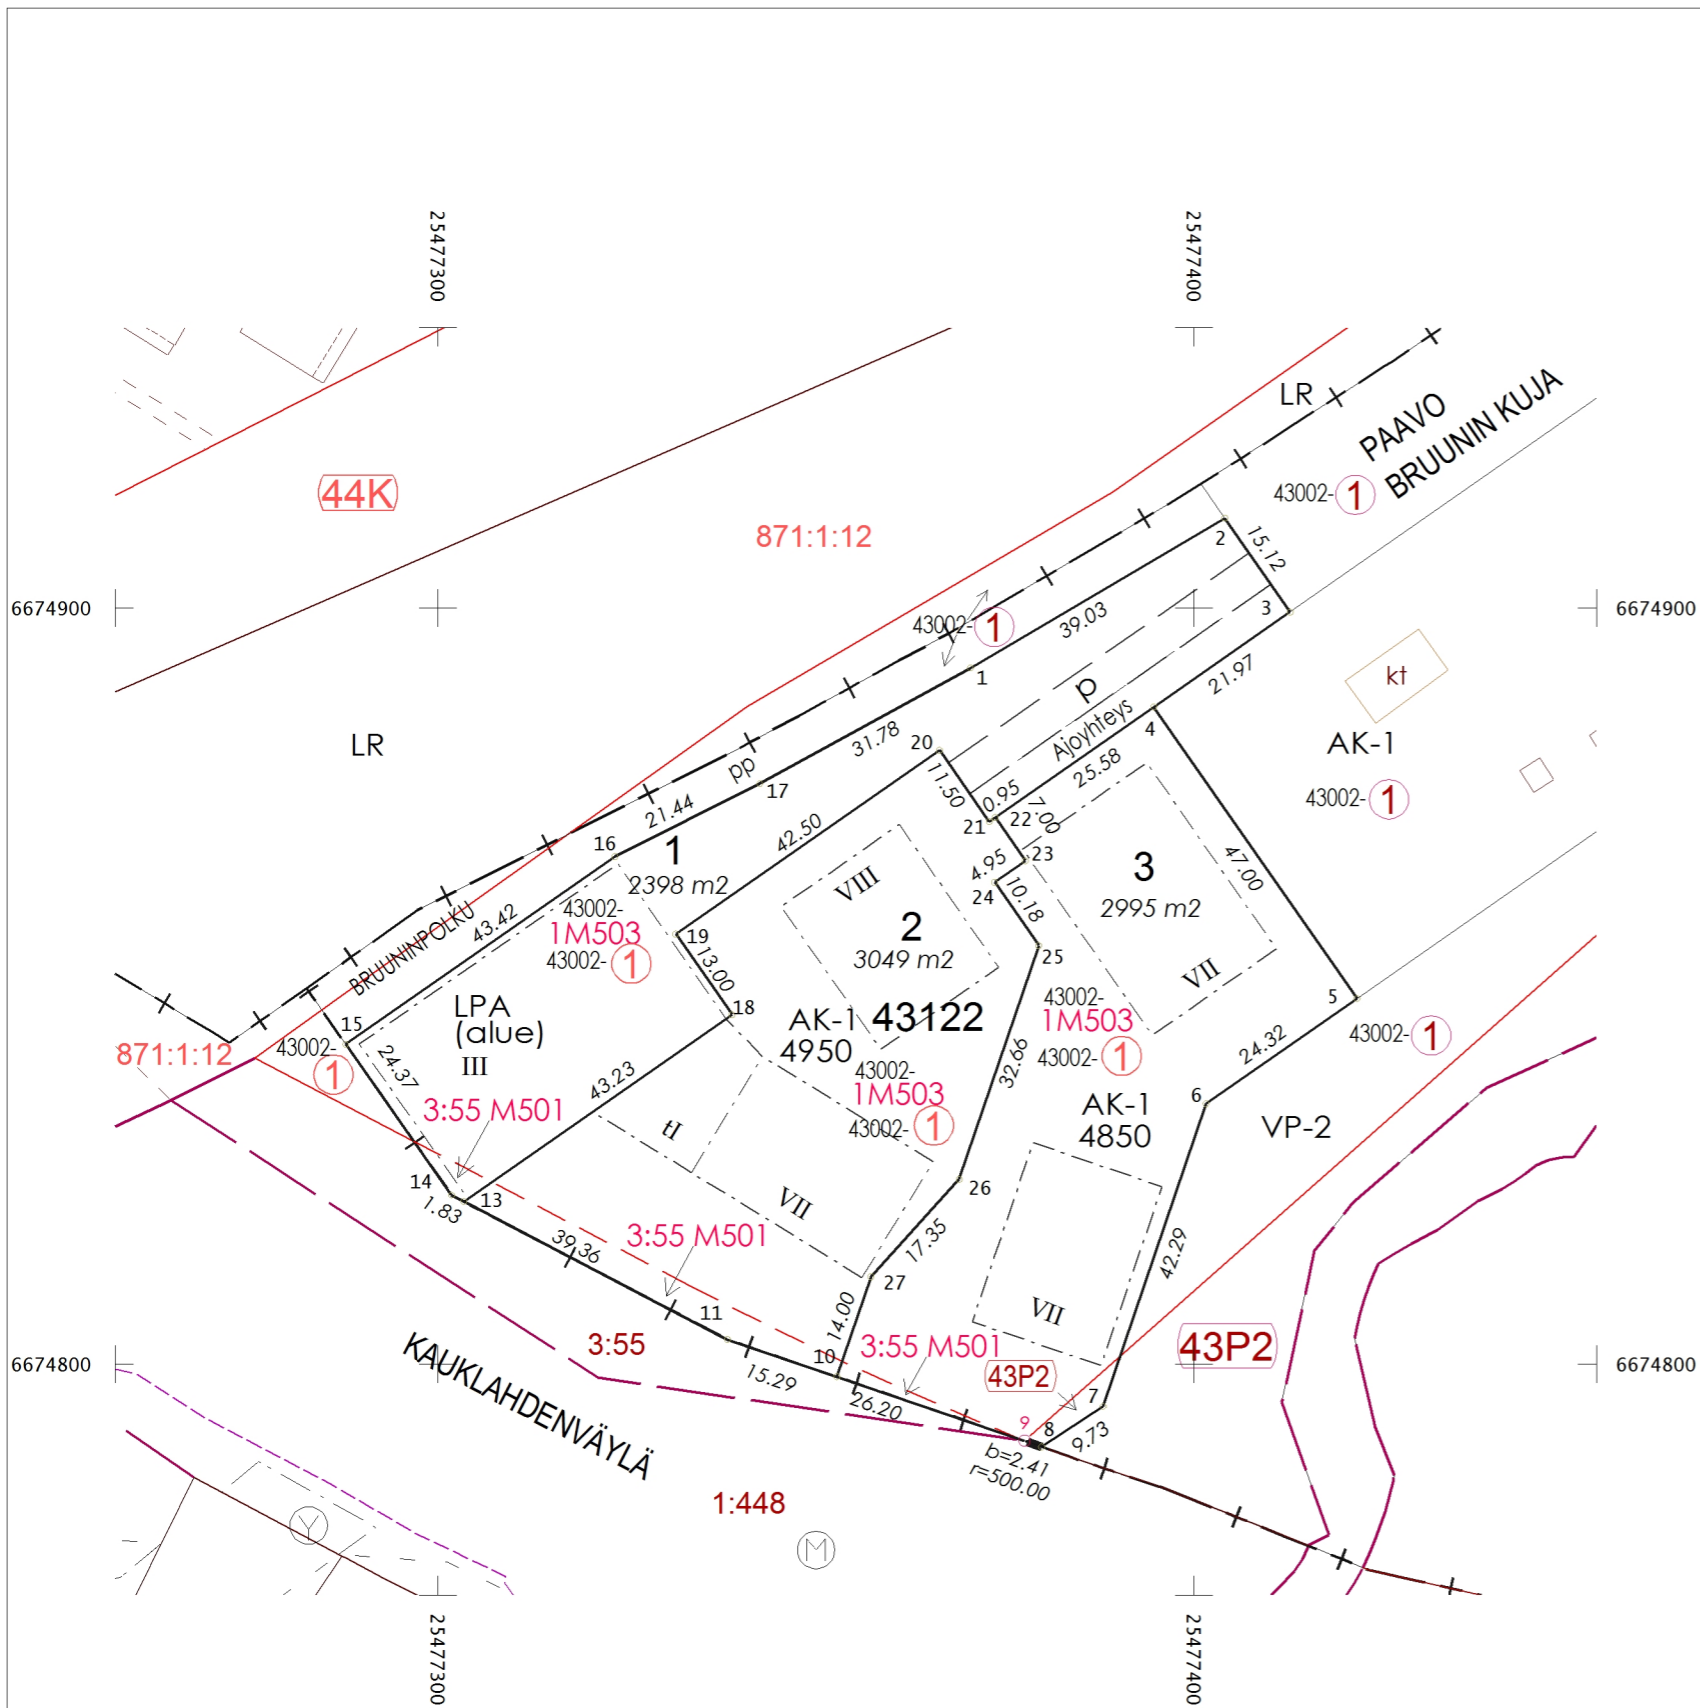 25477300
25477400
LR
PAAVO
BRUUNIN KUJA
43002- 1
44K
871:1:12
2
15.12
6674900
6674900
3
43002- 1
39.03
1
21.97
kt
p
Ajoyhteys
4
LR
AK-1
31.78
20
pp
25.58
17
11.50
0.95
7.00
43002- 1
21.44
42.50
21
22
16
1
23
4.95
47.00
3
2398 m2
VIII
24
10.18
2995 m2
43002-
1M503
43.42
BRUUNINPOLKU
19
2
25
43002- 1
13.00
3049 m2
VII
5
LPA
(alue)
III
18
43002-
1M503
15
AK-1
43122
4950
43002- 1
43002- 1
871:1:12
43002- 1
24.37
43.23
32.66
24.32
43002-
1M503
3:55 M501
6
AK-1
4850
43002- 1
VP-2
tI
14
13
1.83
26
VII
39.36
3:55 M501
17.35
42.29
27
11
14.00
VII
3:55
3:55 M501
43P2
6674800
6674800
KAUKLAHDENVÄYLÄ
10
43P2
15.29
26.20
7
9
8
9.73
b=2.41
r=500.00
1:448
Y
M
25477300
25477400